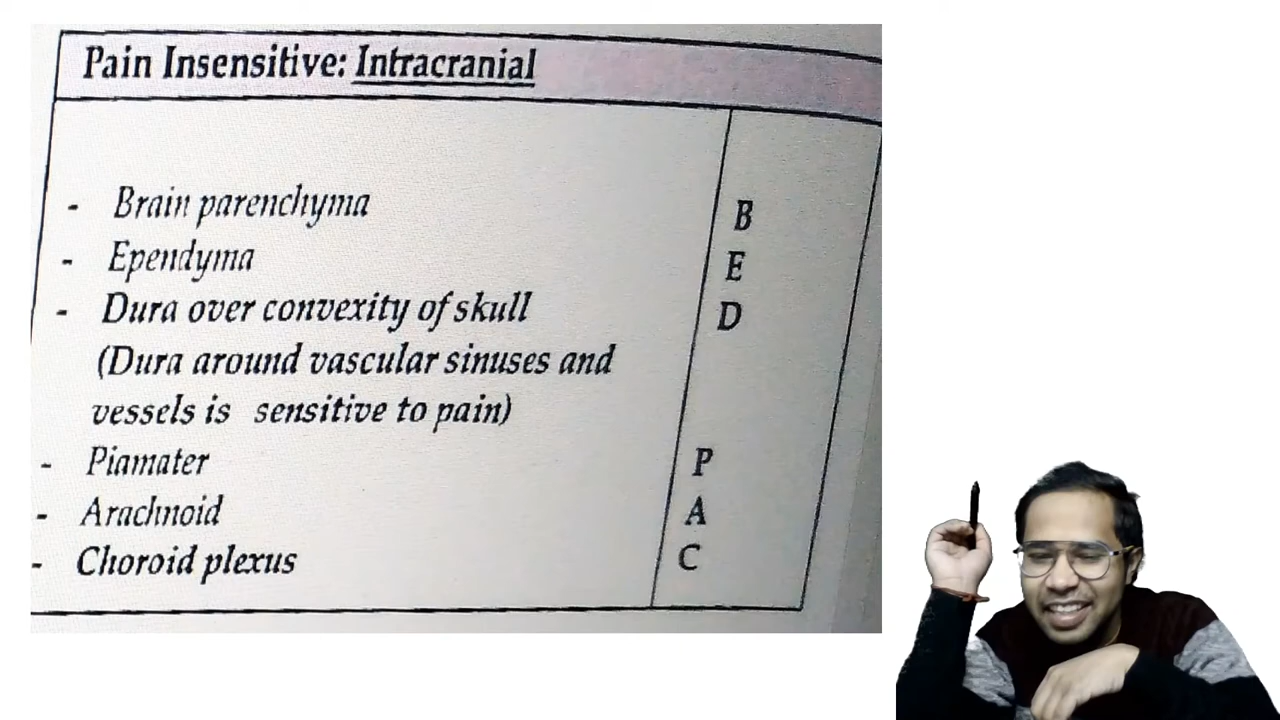 Pain Insensitive: Intracranial
- Brain parenchyma B
- Ependyma E
- Dura over convexity of skull D
(Dura around vascular sinuses and
vessels is sensitive to pain)
- Piamater P
- Arachnoid A
- Choroid plexus C